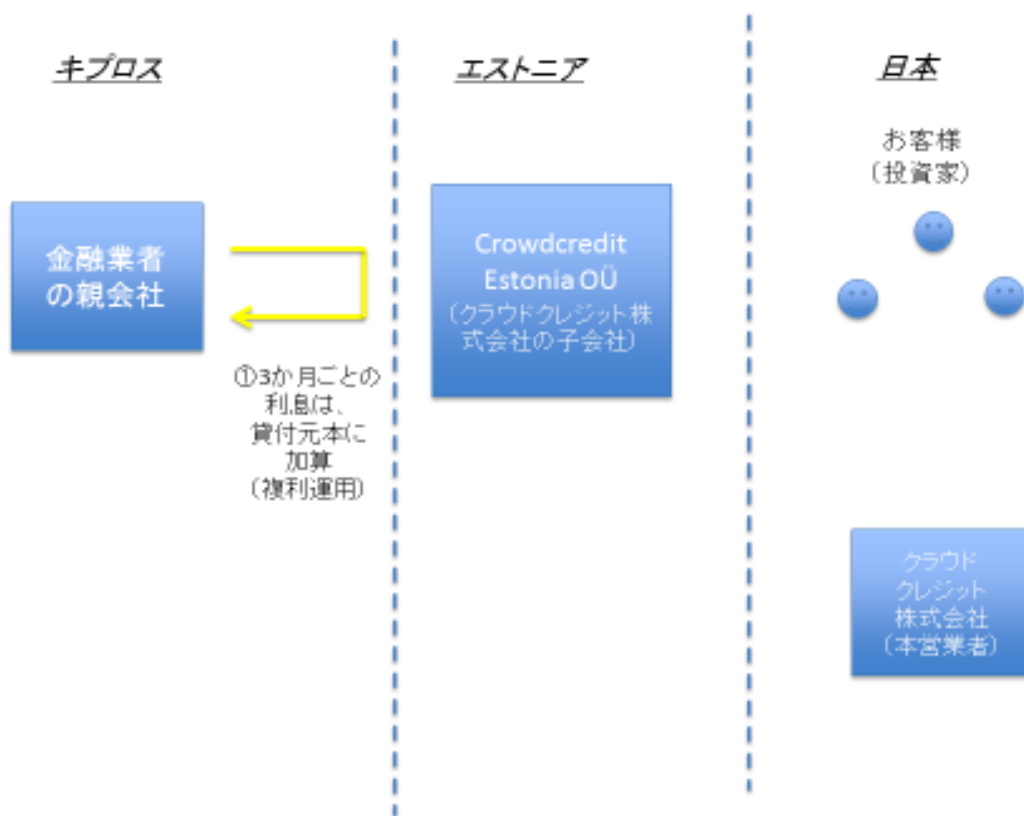 キプロス
エストニア
日本
お客様
（投資家）
金融業者
の親会社
Crowdcredit
Estonia OÜ
（クラウドクレジット株
式会社の子会社）
①3か月ごとの
利息は、
貸付元本に
加算
（複利運用）
クラウド
クレジット
株式会社
（本営業者）